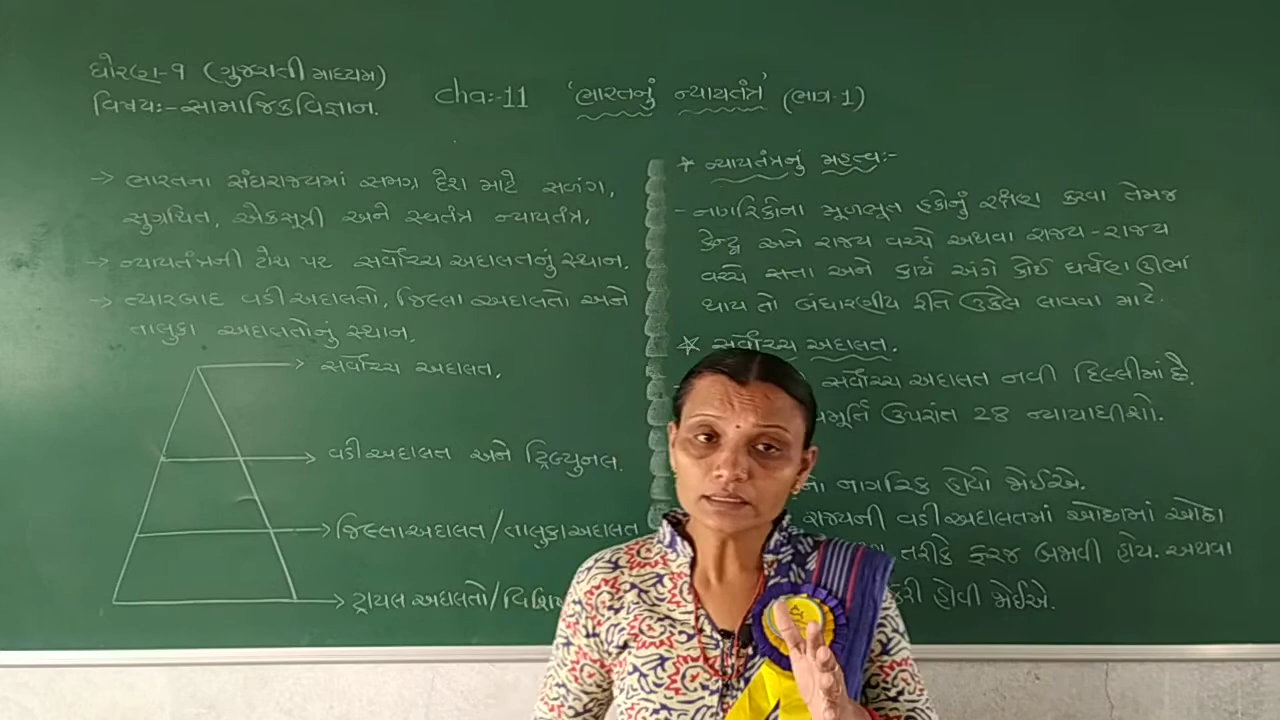 ધોરણ-૧ (ગુજરાતી માધ્યમ)
વિષય:-સામાજિક વિજ્ઞાન.
cha:-11 'ભારતનું ન્યાયતંત્ર' (ભાગ-1)
→ ભારતના સંઘરાજ્યમાં સમગ્ર દેશ માટે સળંગ,
સુગ્રથિત, એકસૂત્રી અને સ્વતંત્ર ન્યાયતંત્ર.
→ ન્યાયતંત્રની ટોચ પર સર્વોચ્ચ અદાલતનું સ્થાન.
→ ત્યારબાદ વડી અદાલતો, જિલ્લા અદાલતો અને
તાલુકા અદાલતોનું સ્થાન.
→ સર્વોચ્ચ અદાલત.
→ વડી અદાલત અને ટ્રિબ્યુનલ.
→ જિલ્લા અદાલત/તાલુકા અદાલત
→ ટ્રાયલ અદાલતો/
★ ન્યાયતંત્રનું મહત્વ:-
- નાગરિકોના મૂળભૂત હકોનું રક્ષણ કરવા તેમજ
કેન્દ્ર અને રાજ્ય વચ્ચે અથવા રાજ્ય-રાજ્ય
વચ્ચે સત્તા અને કાર્ય અંગે કોઈ ઘર્ષણ ઊભાં
થાય તો બંધારણીય રીતે ઉકેલ લાવવા માટે.
★ સર્વોચ્ચ અદાલત.
સર્વોચ્ચ અદાલત નવી દિલ્લીમાં છે.
ઉપરાંત 28 ન્યાયાધીશો.
નાગરિક હોવો જોઈએ.
રાજ્યની વડી અદાલતમાં ઓછામાં ઓછા
તરીકે ફરજ બજાવી હોય. અથવા
કરી હોવી જોઈએ.